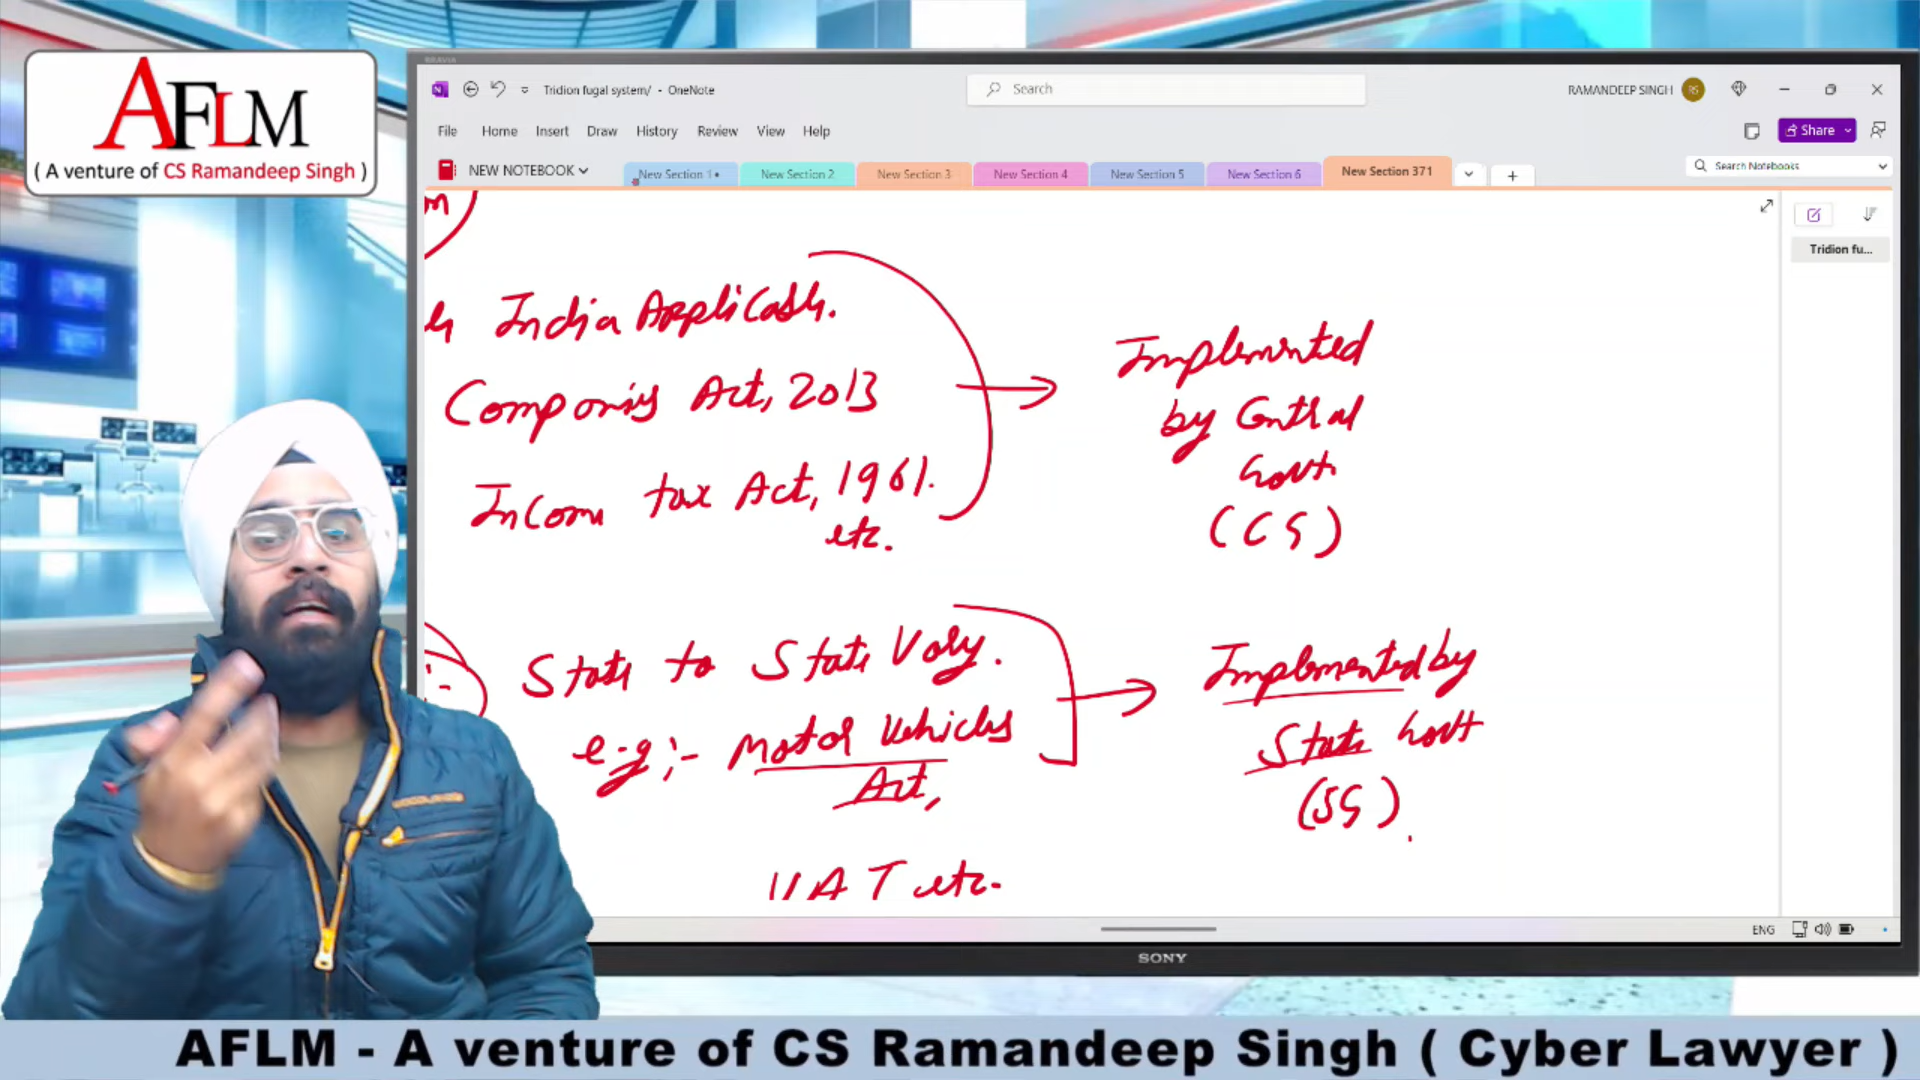 AFLM
( A venture of CS Ramandeep Singh )
BRAVIA
Tridion fugal system/ - OneNote
Search
RAMANDEEP SINGH
RS
File Home Insert Draw History Review View Help
Share
NEW NOTEBOOK
New Section 1
New Section 2
New Section 3
New Section 4
New Section 5
New Section 6
New Section 371
Search Notebooks
Tridion fu...
India Applicable.
Companies Act, 2013
Income tax Act, 1961.
etc.
Implemented
by Central
Govt
(CG)
State to State Vary.
e-g:- Motor Vehicles
Act,
VAT etc.
Implemented by
State Govt
(SG).
ENG
SONY
AFLM - A venture of CS Ramandeep Singh ( Cyber Lawyer )